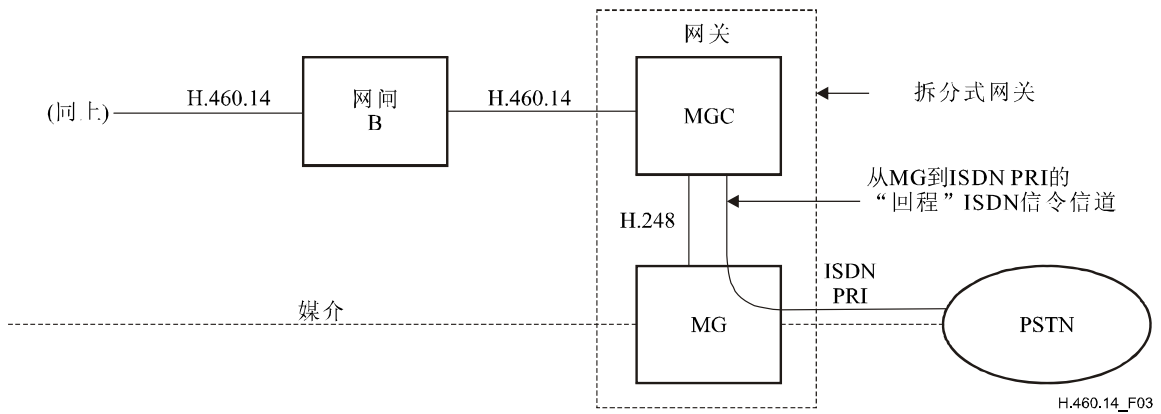 网关
H.460.14
网闸
B
H.460.14
MGC
拆分式网关
(同上)
从MG到ISDN PRI的
“回程”ISDN信令信道
H.248
ISDN
PRI
媒介
MG
PSTN
H.460.14_F03